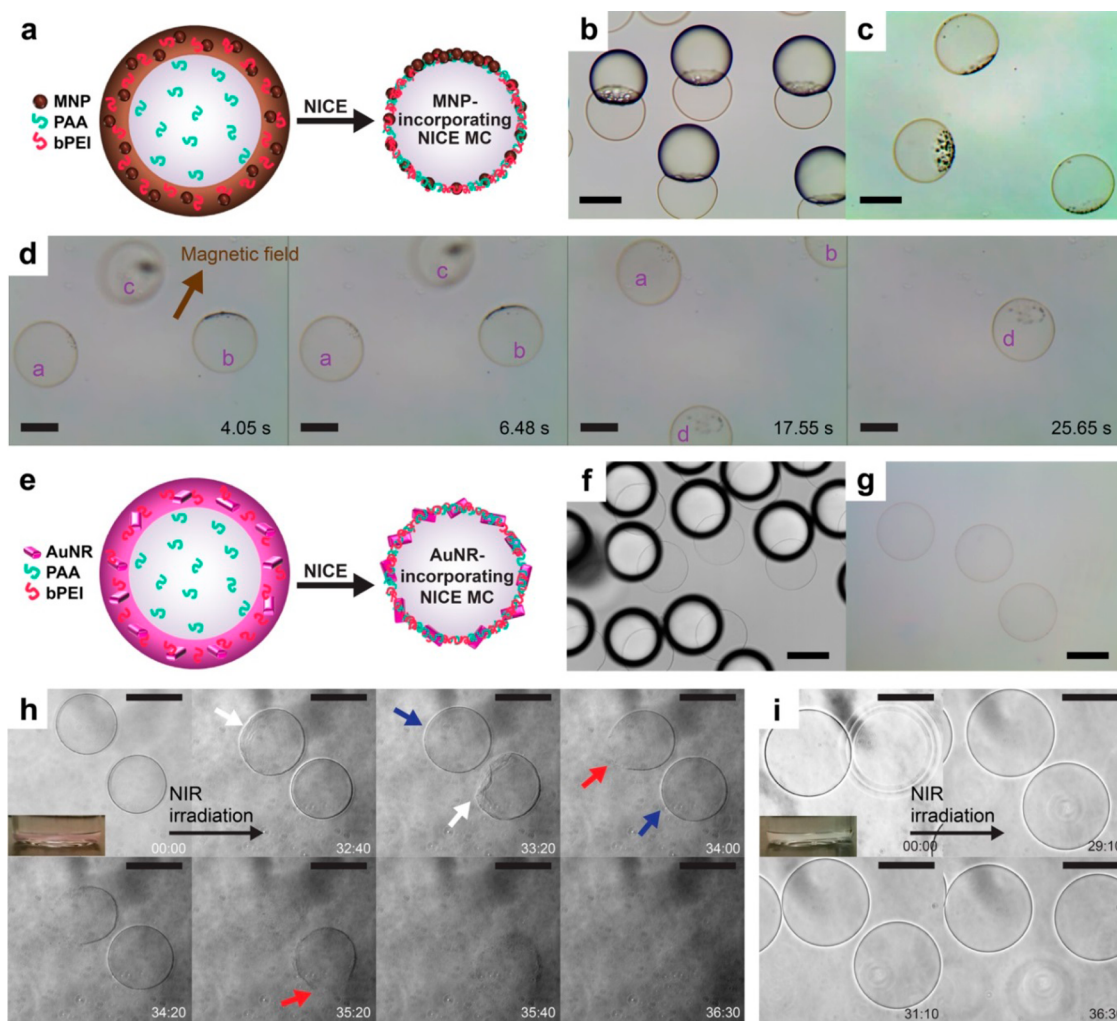 a
MNP
PAA
bPEI
NICE
MNP-
incorporating
NICE MC
b
c
d
Magnetic field
c
a
b
4.05 s
c
a
b
6.48 s
a
b
d
17.55 s
d
25.65 s
e
AuNR
PAA
bPEI
NICE
AuNR-
incorporating
NICE MC
f
g
h
NIR
irradiation
00:00
32:40
33:20
34:00
34:20
35:20
35:40
36:30
i
NIR
irradiation
00:00
29:10
31:10